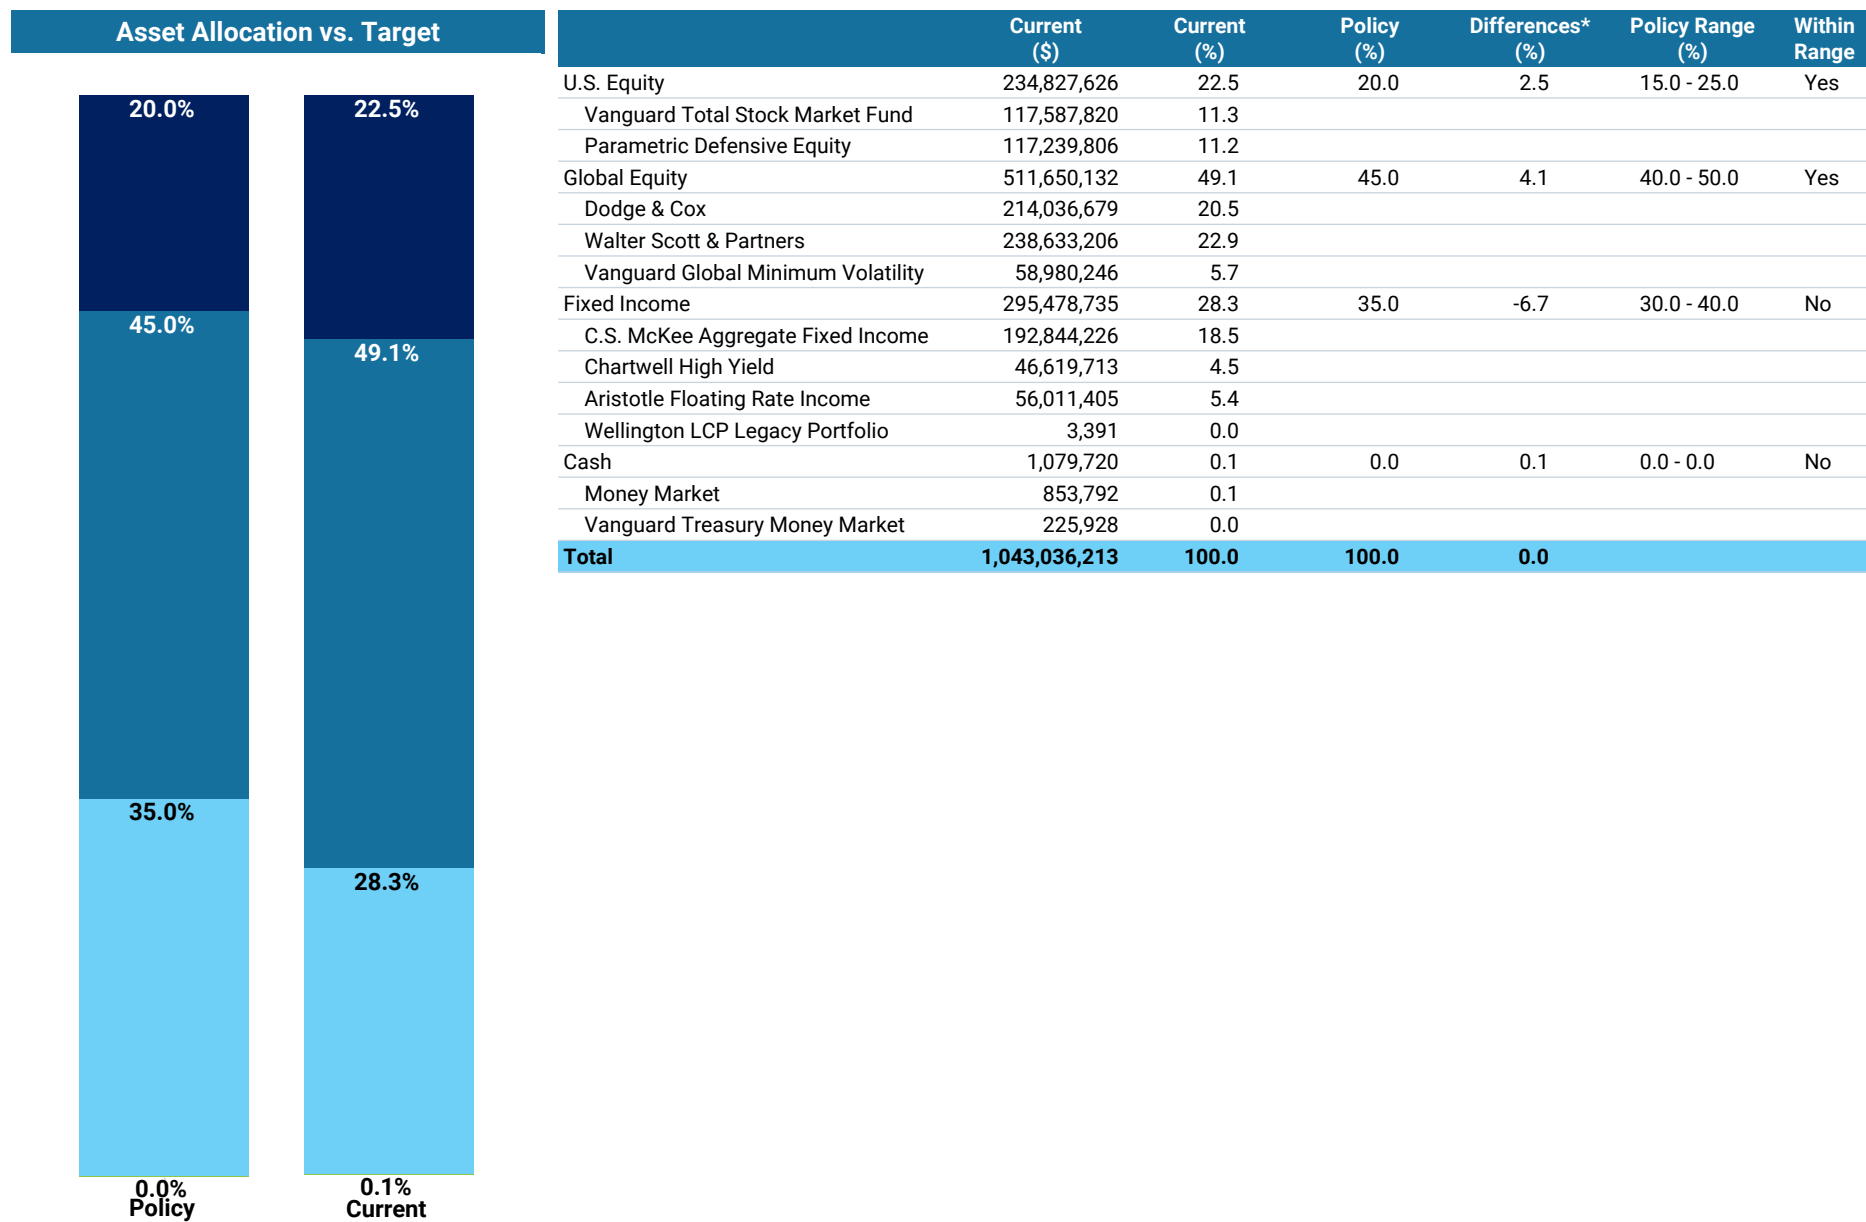 Asset Allocation vs. Target
20.0%
22.5%
45.0%
49.1%
35.0%
28.3%
0.0%
0.1%
Policy
Current
Current ($) Current (%) Policy (%) Differences* (%) Policy Range (%) Within Range
U.S. Equity 234,827,626 22.5 20.0 2.5 15.0 - 25.0 Yes
Vanguard Total Stock Market Fund 117,587,820 11.3
Parametric Defensive Equity 117,239,806 11.2
Global Equity 511,650,132 49.1 45.0 4.1 40.0 - 50.0 Yes
Dodge & Cox 214,036,679 20.5
Walter Scott & Partners 238,633,206 22.9
Vanguard Global Minimum Volatility 58,980,246 5.7
Fixed Income 295,478,735 28.3 35.0 -6.7 30.0 - 40.0 No
C.S. McKee Aggregate Fixed Income 192,844,226 18.5
Chartwell High Yield 46,619,713 4.5
Aristotle Floating Rate Income 56,011,405 5.4
Wellington LCP Legacy Portfolio 3,391 0.0
Cash 1,079,720 0.1 0.0 0.1 0.0 - 0.0 No
Money Market 853,792 0.1
Vanguard Treasury Money Market 225,928 0.0
Total 1,043,036,213 100.0 100.0 0.0